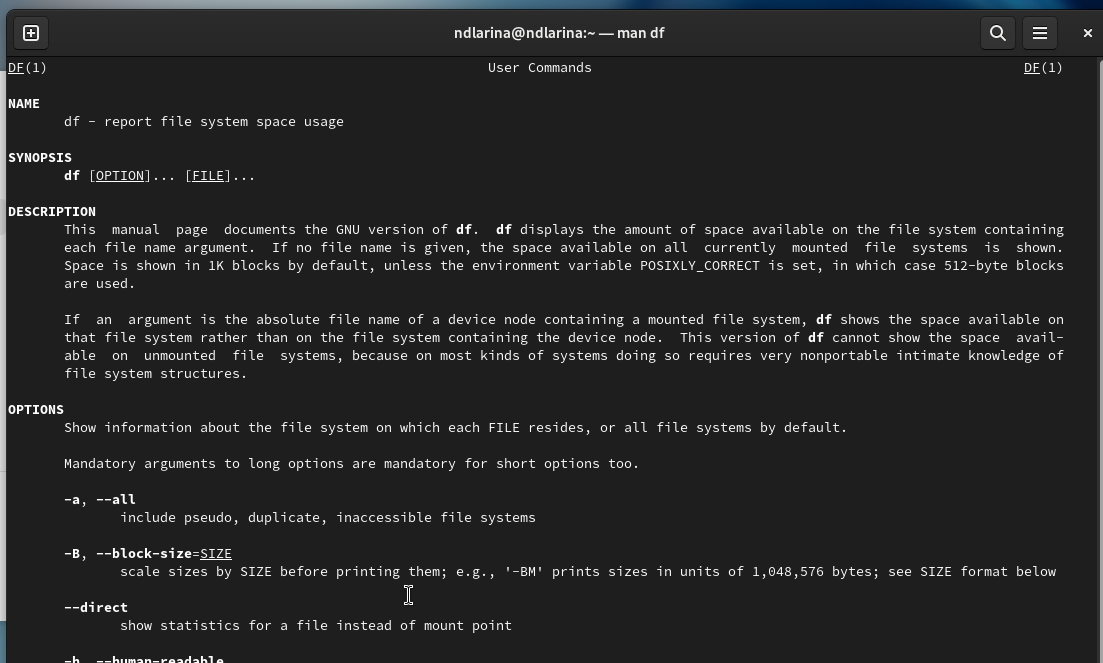 ndlarina@ndlarina:~ — man df
DF(1) User Commands DF(1)
NAME
df - report file system space usage
SYNOPSIS
df [OPTION]... [FILE]...
DESCRIPTION
This manual page documents the GNU version of df. df displays the amount of space available on the file system containing
each file name argument. If no file name is given, the space available on all currently mounted file systems is shown.
Space is shown in 1K blocks by default, unless the environment variable POSIXLY_CORRECT is set, in which case 512-byte blocks
are used.
If an argument is the absolute file name of a device node containing a mounted file system, df shows the space available on
that file system rather than on the file system containing the device node. This version of df cannot show the space avail-
able on unmounted file systems, because on most kinds of systems doing so requires very nonportable intimate knowledge of
file system structures.
OPTIONS
Show information about the file system on which each FILE resides, or all file systems by default.
Mandatory arguments to long options are mandatory for short options too.
-a, --all
include pseudo, duplicate, inaccessible file systems
-B, --block-size=SIZE
scale sizes by SIZE before printing them; e.g., '-BM' prints sizes in units of 1,048,576 bytes; see SIZE format below
--direct
show statistics for a file instead of mount point
-h, --human-readable